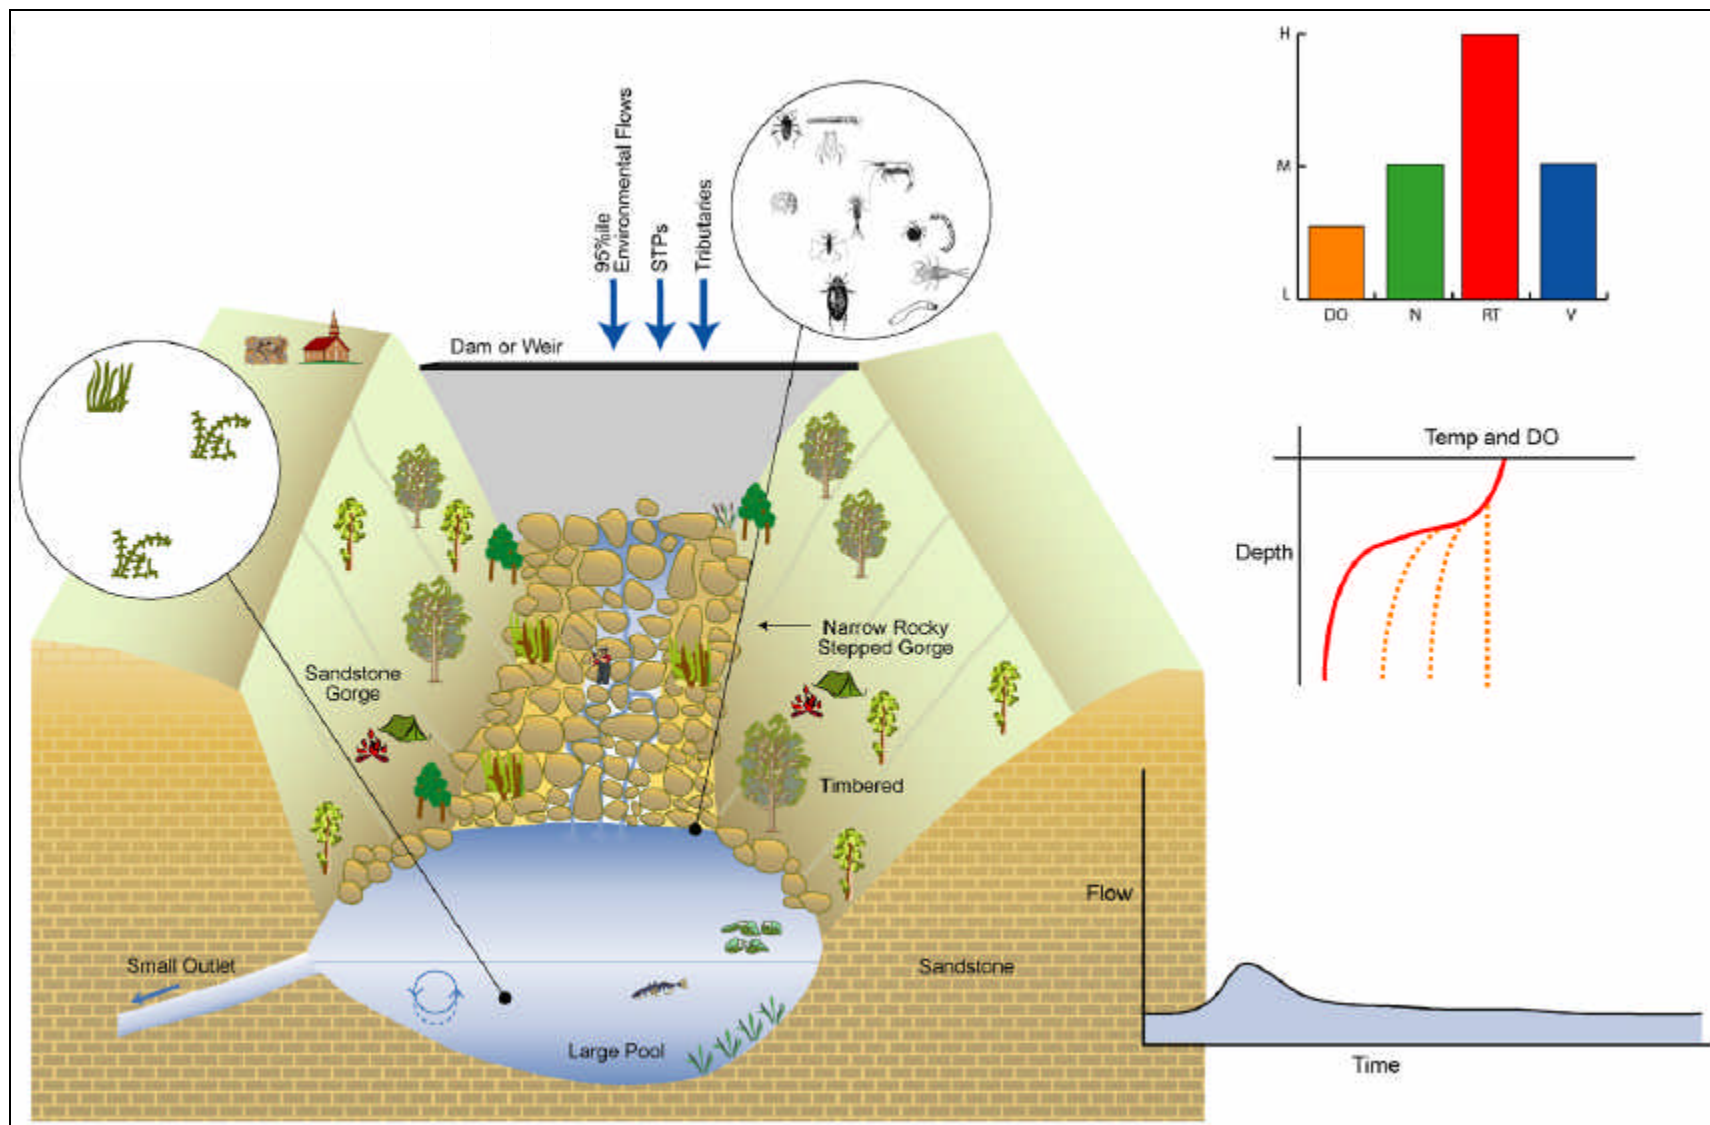 95%ile
Environmental Flows
STPs
Tributaries
Dam or Weir
Narrow Rocky
Stepped Gorge
Sandstone
Gorge
Timbered
Small Outlet
Sandstone
Large Pool
H
M
L
DO
N
RT
V
Temp and DO
Depth
Flow
Time